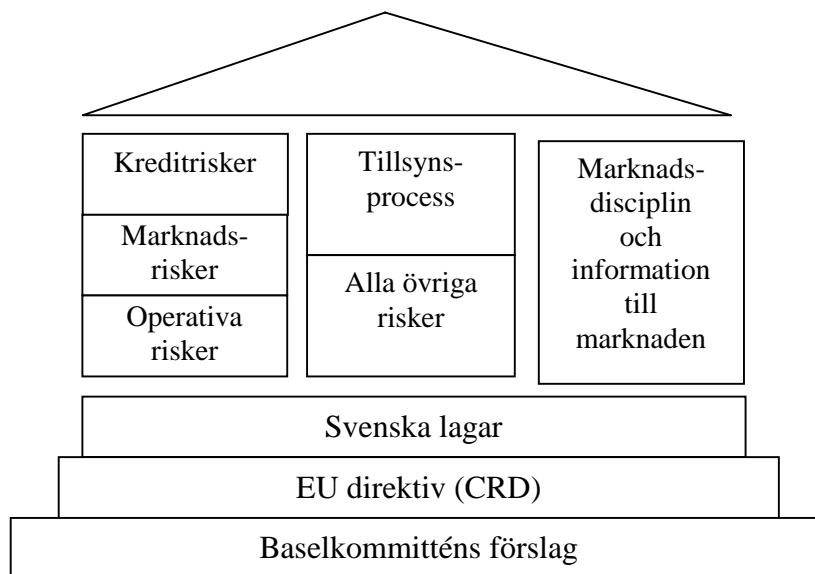 Kreditrisker
Marknads-
risker
Operativa
risker
Tillsyns-
process
Alla övriga
risker
Marknads-
disciplin
och
information
till
marknaden
Svenska lagar
EU direktiv (CRD)
Baselkommitténs förslag